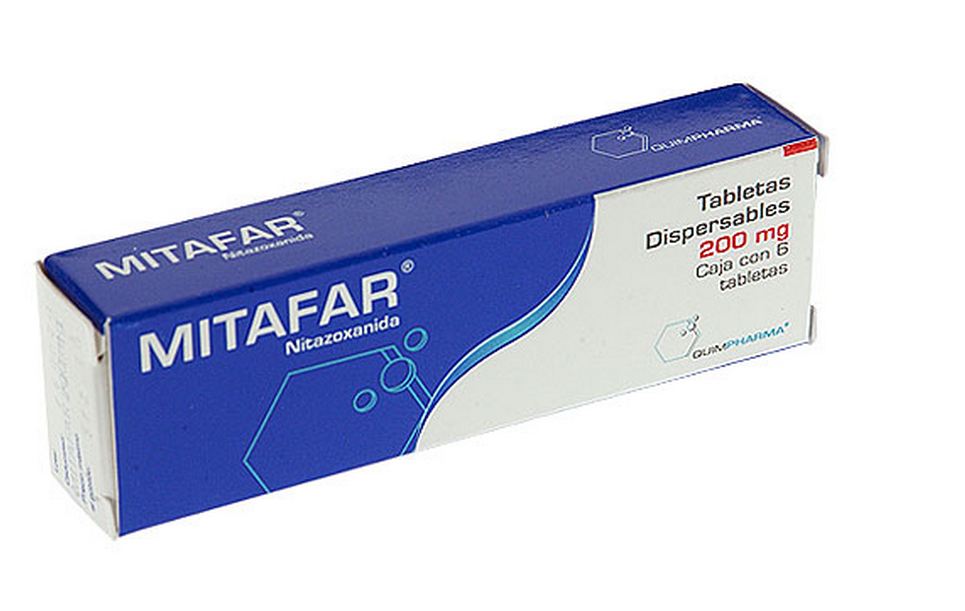 MITAFAR®
Nitazoxanida
QUIMPHARMA
MITAFAR®
Nitazoxanida
Tabletas
Dispersables
200 mg
Caja con 6
tabletas
QUIMPHARMA